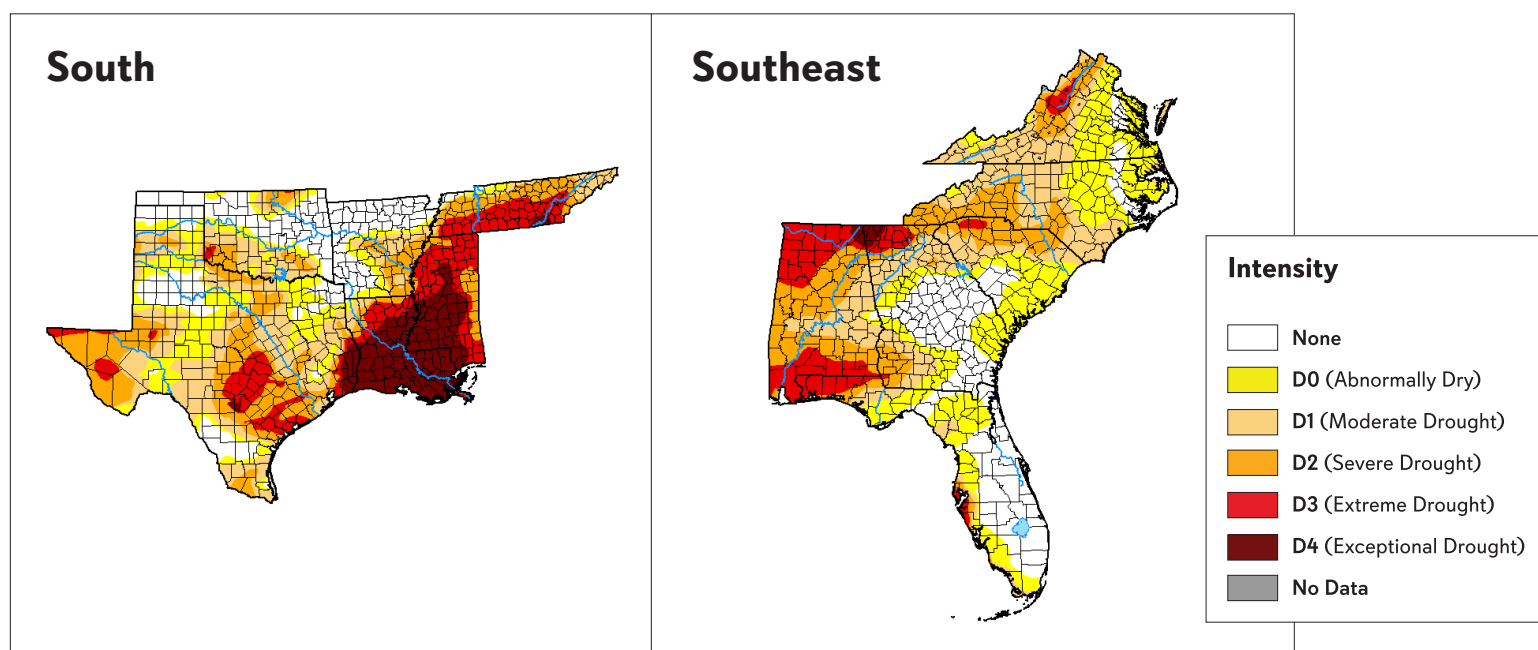 South
Southeast
Intensity
None
D0 (Abnormally Dry)
D1 (Moderate Drought)
D2 (Severe Drought)
D3 (Extreme Drought)
D4 (Exceptional Drought)
No Data